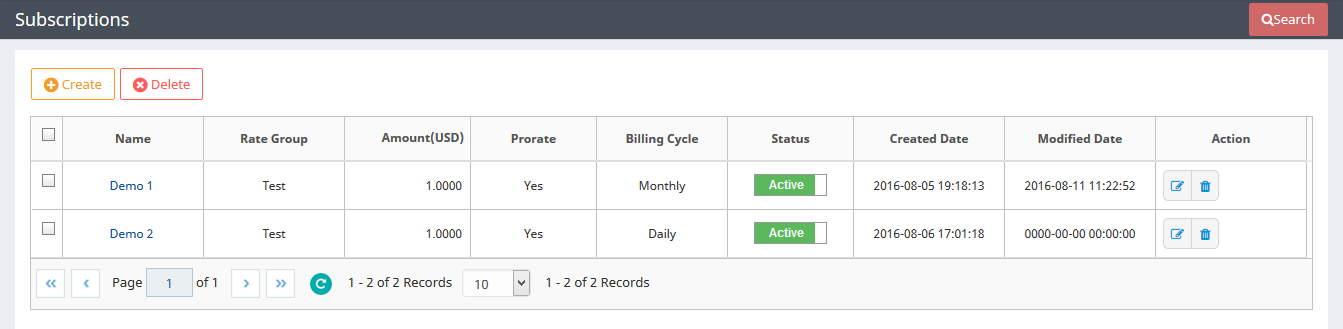 Subscriptions Search
Create Delete
Name Rate Group Amount(USD) Prorate Billing Cycle Status Created Date Modified Date Action
Demo 1 Test 1.0000 Yes Monthly Active 2016-08-05 19:18:13 2016-08-11 11:22:52
Demo 2 Test 1.0000 Yes Daily Active 2016-08-06 17:01:18 0000-00-00 00:00:00
Page 1 of 1 1 - 2 of 2 Records 10 1 - 2 of 2 Records